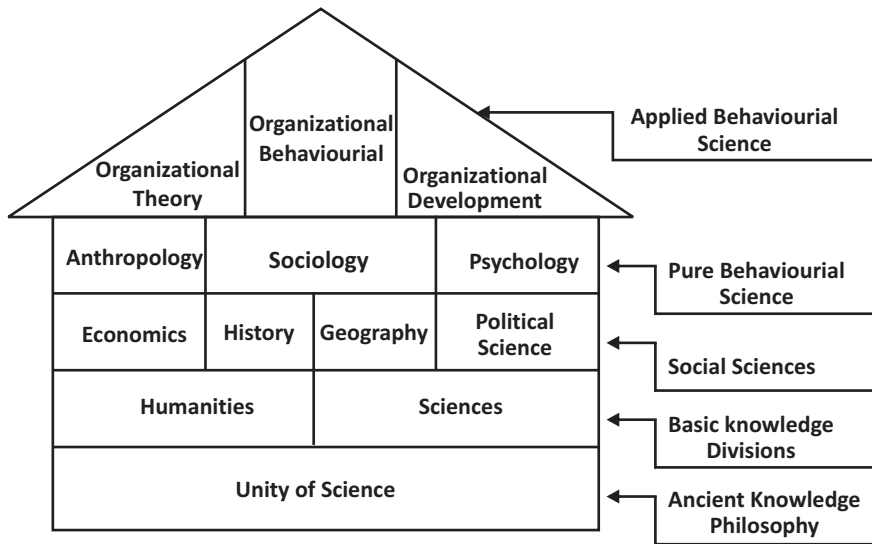 Organizational
Behaviourial
Organizational
Theory
Organizational
Development
Applied Behaviourial
Science
Anthropology
Sociology
Psychology
Pure Behaviourial
Science
Economics
History
Geography
Political
Science
Social Sciences
Humanities
Sciences
Basic knowledge
Divisions
Unity of Science
Ancient Knowledge
Philosophy